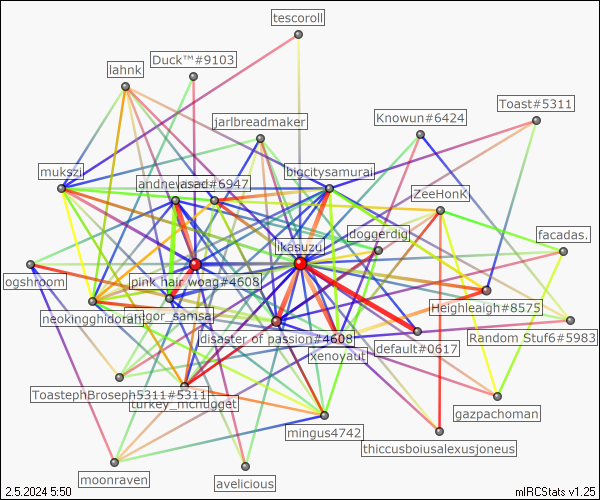 tescoroll
Duck™#9103
lahnk
Toast#5311
jarlbreadmaker
Knowun#6424
mukszi
bigcitysamurai
asad#6947
ZeeHonK
ikasuzu
doggerdig
facadas.
ogshroom
pink hair woag#4608
Heighleaigh#8575
neokingghidorah
gregor_samsa_
disaster of passion#4608
Random Stuf6#5983
xenoyaut
default#0617
ToastephBroseph5311#5311
turkey_mcnugget
gazpachoman
mingus4742
thiccusboiusalexusjoneus
moonraven
avelicious
2.5.2024 5:50
mIRCStats v1.25